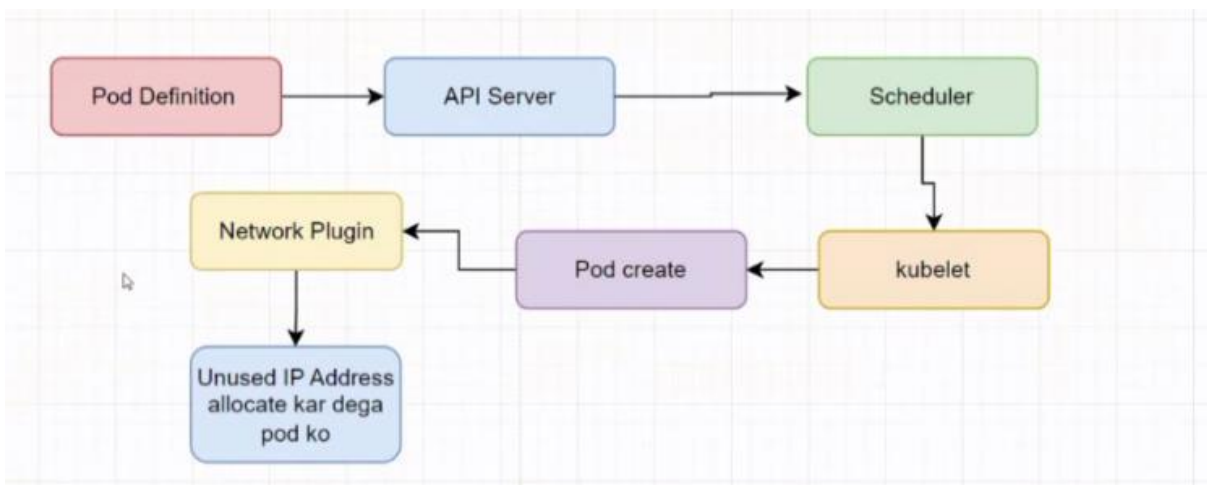 Pod Definition
API Server
Scheduler
kubelet
Pod create
Network Plugin
Unused IP Address
allocate kar dega
pod ko